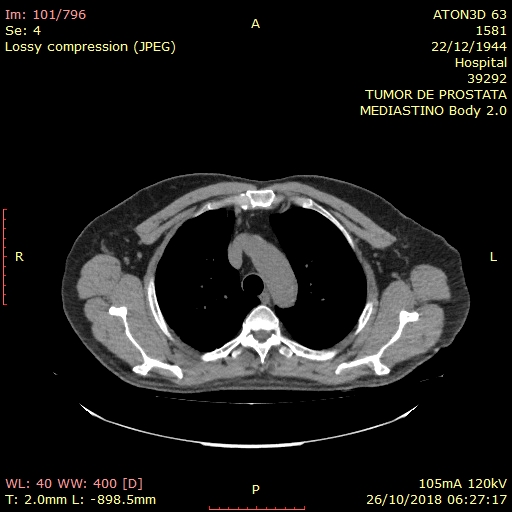 Im: 101/796
Se: 4
Lossy compression (JPEG)
A
ATON3D 63
1581
22/12/1944
Hospital
39292
TUMOR DE PROSTATA
MEDIASTINO Body 2.0
R
L
WL: 40 WW: 400 [D]
T: 2.0mm L: -898.5mm
P
105mA 120kV
26/10/2018 06:27:17